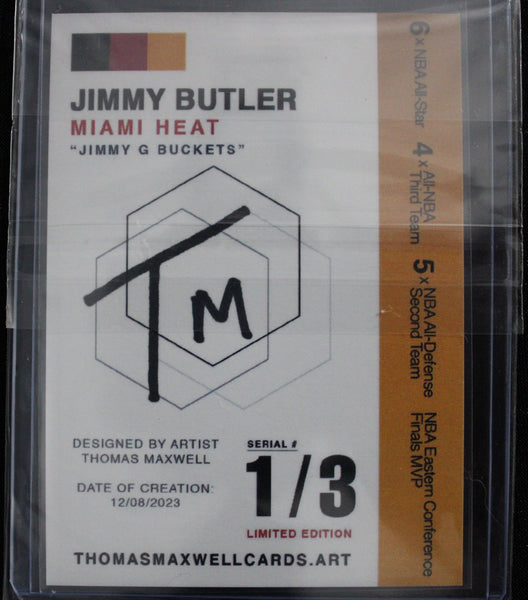 JIMMY BUTLER
MIAMI HEAT
"JIMMY G BUCKETS"
TM
DESIGNED BY ARTIST
THOMAS MAXWELL
DATE OF CREATION:
12/08/2023
SERIAL #
1/3
LIMITED EDITION
THOMASMAXWELLCARDS.ART
6x NBA All-Star
4x All-NBA
Third Team
5x NBA All-Defense
Second Team
NBA Eastern Conference
Finals MVP